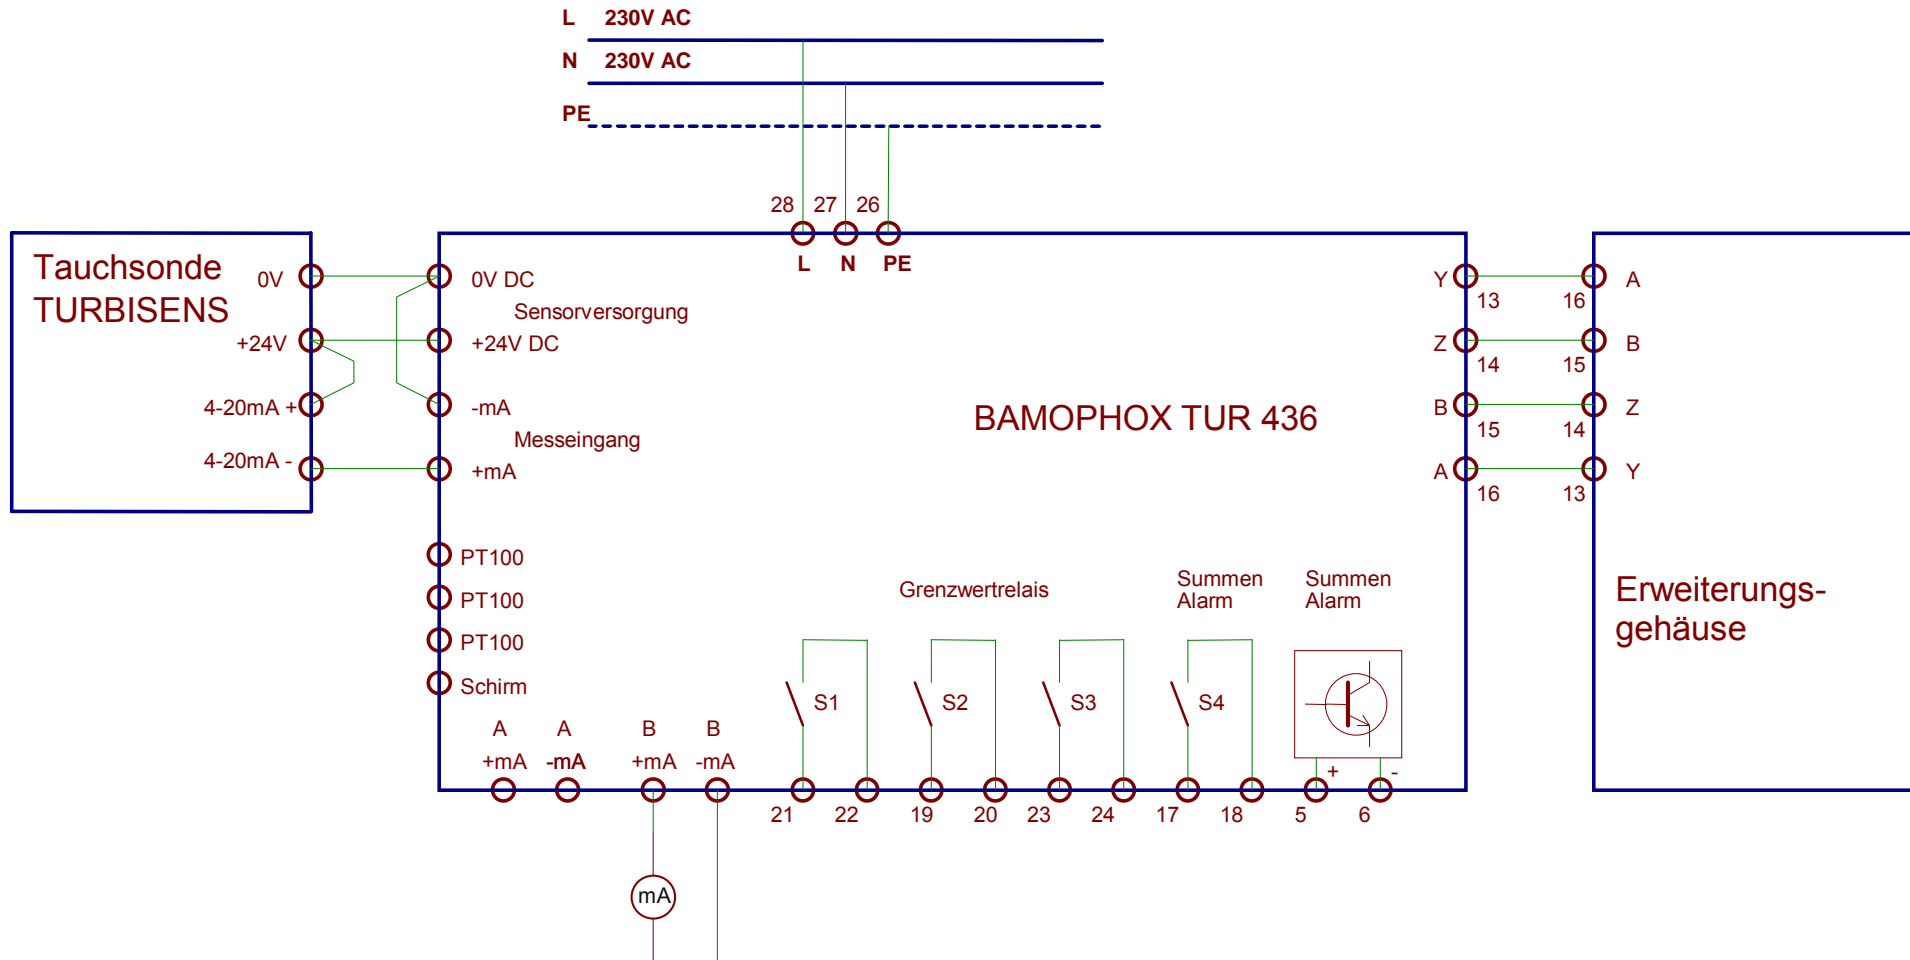 L 230V AC
N 230V AC
PE
28 27 26
L N PE
Tauchsonde
TURBISENS
0V
+24V
4-20mA +
4-20mA -
0V DC
Sensorversorgung
+24V DC
-mA
Messeingang
+mA
PT100
PT100
PT100
Schirm
BAMOPHOX TUR 436
Y 13 16 A
Z 14 15 B
B 15 14 Z
A 16 13 Y
Erweiterungs-
gehäuse
Grenzwertrelais
Summen
Alarm
Summen
Alarm
S1 S2 S3 S4
A A B B
+mA -mA +mA -mA
+ -
21 22 19 20 23 24 17 18 5 6
mA